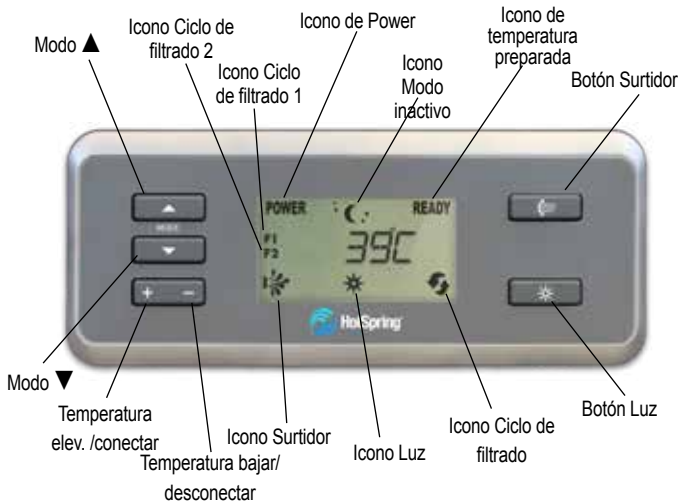 Icono Ciclo de
filtrado 2
Icono de Power
Icono de
temperatura
preparada
Modo ▲
Icono Ciclo
de filtrado 1
Icono
Modo
inactivo
Botón Surtidor
POWER
READY
MODE
F1
F2
39C
+ −
HotSpring
Modo ▼
Temperatura
elev. /conectar
Temperatura bajar/
desconectar
Icono Surtidor
Icono Luz
Icono Ciclo de
filtrado
Botón Luz